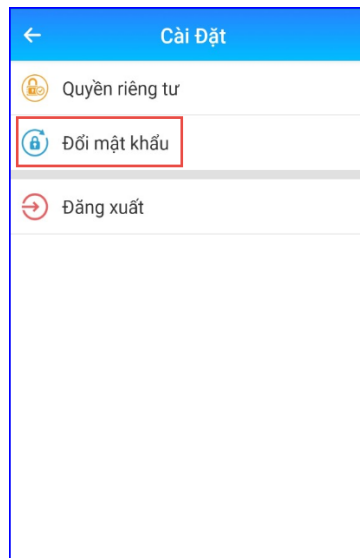 Cài Đặt
Quyền riêng tư
Đổi mật khẩu
Đăng xuất